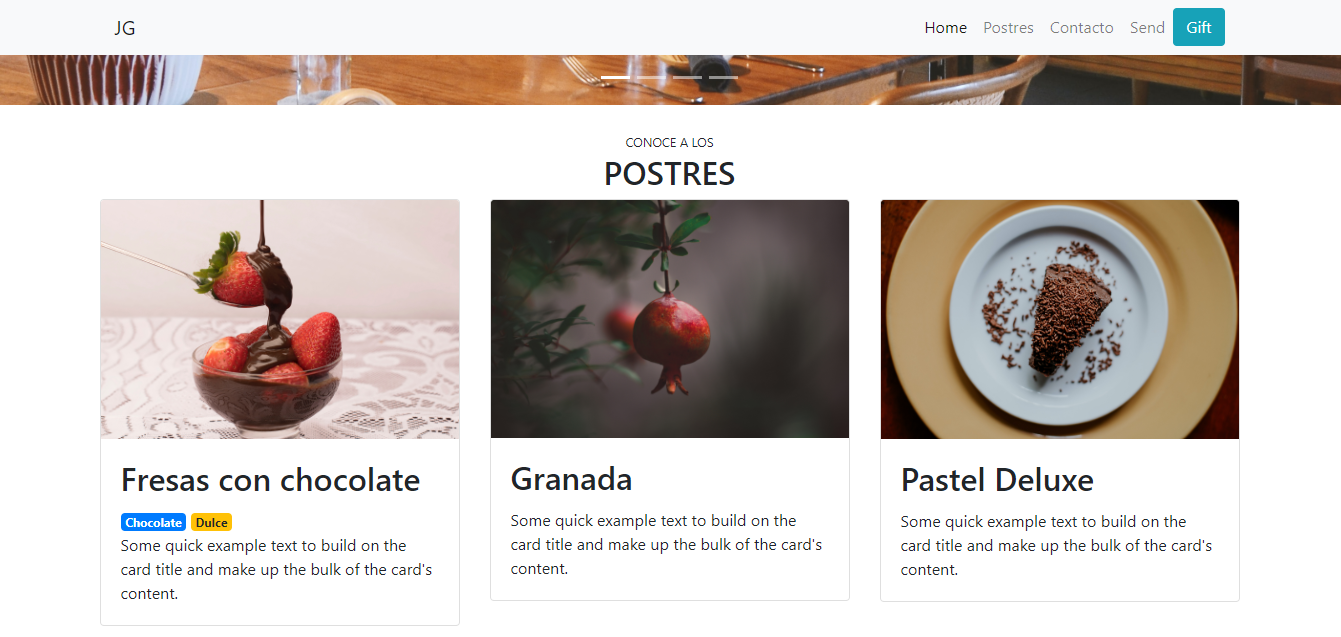 JG
Home Postres Contacto Send Gift
CONOCE A LOS
POSTRES
Fresas con chocolate
Chocolate Dulce
Some quick example text to build on the
card title and make up the bulk of the card's
content.
Granada
Some quick example text to build on the
card title and make up the bulk of the card's
content.
Pastel Deluxe
Some quick example text to build on the
card title and make up the bulk of the card's
content.